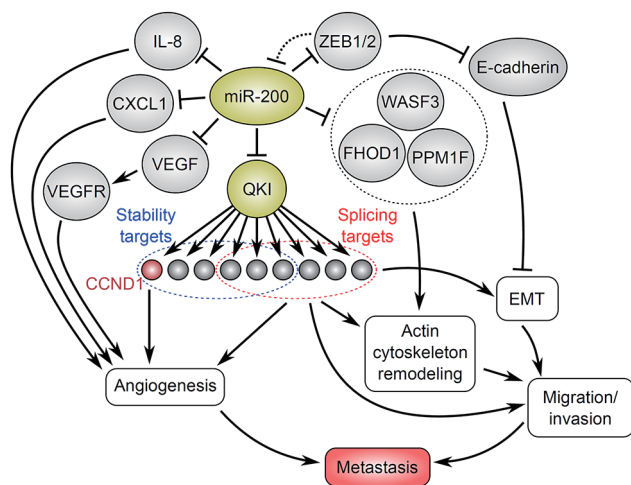 IL-8
ZEB1/2
E-cadherin
CXCL1
miR-200
WASF3
FHOD1
PPM1F
VEGF
VEGFR
QKI
Stability
targets
Splicing
targets
CCND1
EMT
Actin
cytoskeleton
remodeling
Angiogenesis
Migration/
invasion
Metastasis